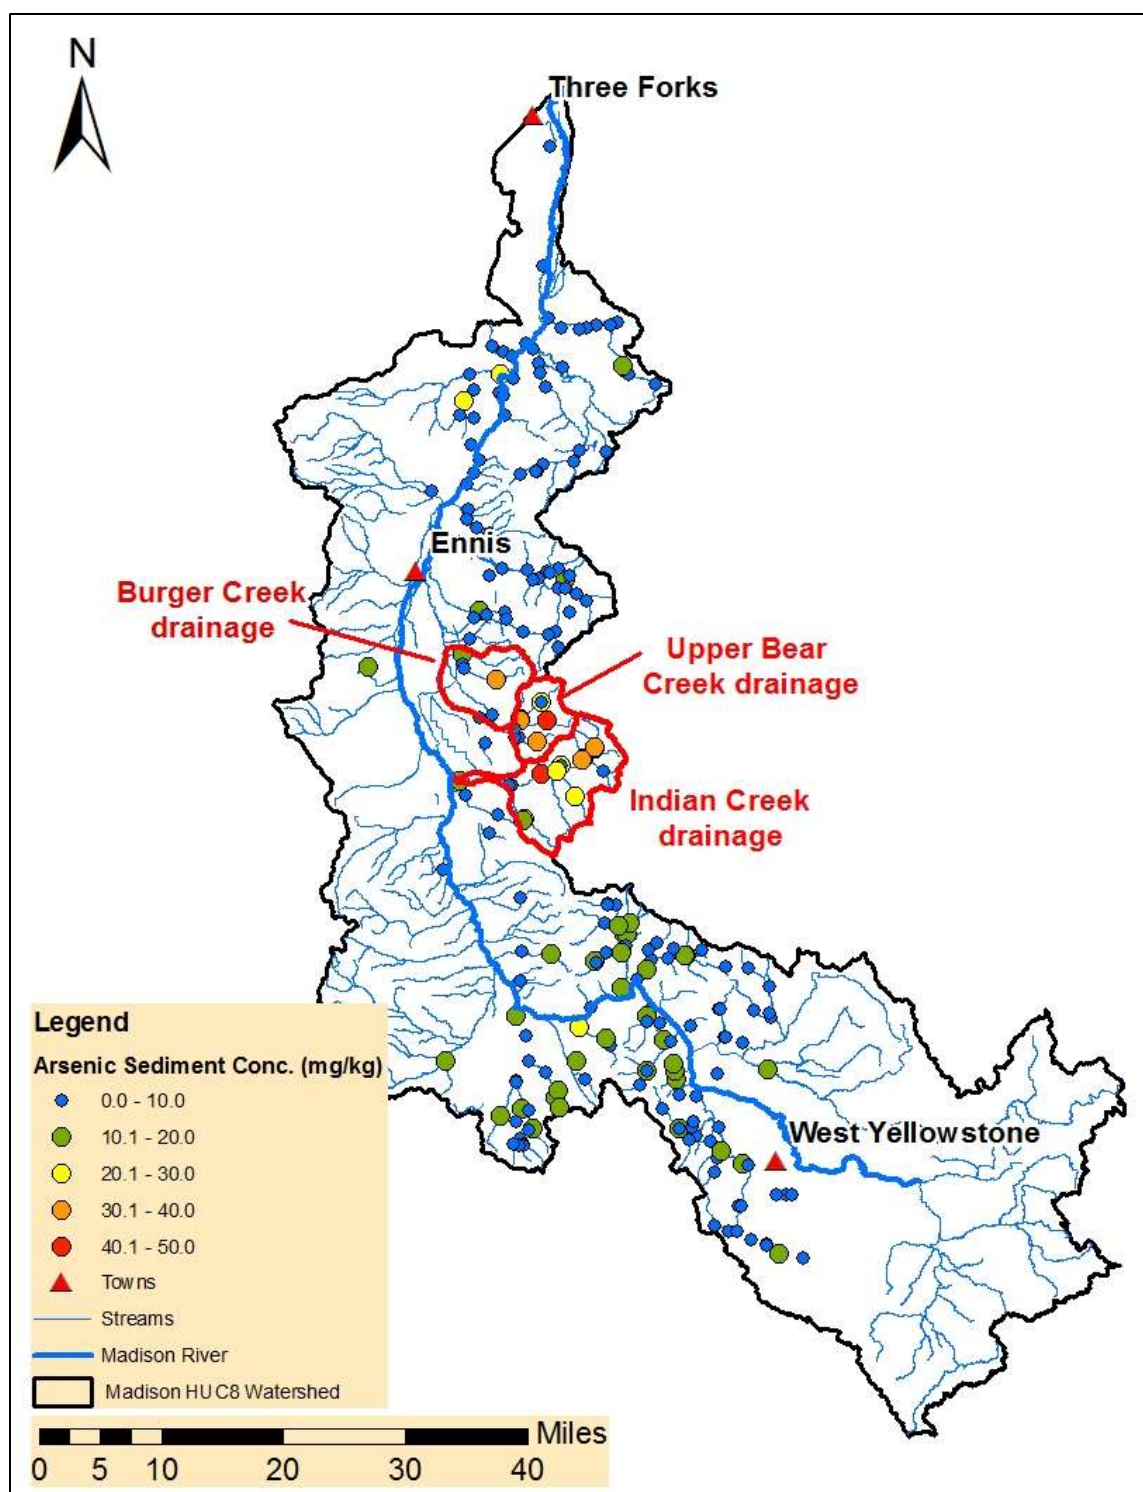 N
Three Forks
Ennis
Burger Creek
drainage
Upper Bear
Creek drainage
Indian Creek
drainage
West Yellowstone
Legend
Arsenic Sediment Conc. (mg/kg)
0.0 - 10.0
10.1 - 20.0
20.1 - 30.0
30.1 - 40.0
40.1 - 50.0
Towns
Streams
Madison River
Madison HUC8 Watershed
Miles
0 5 10 20 30 40